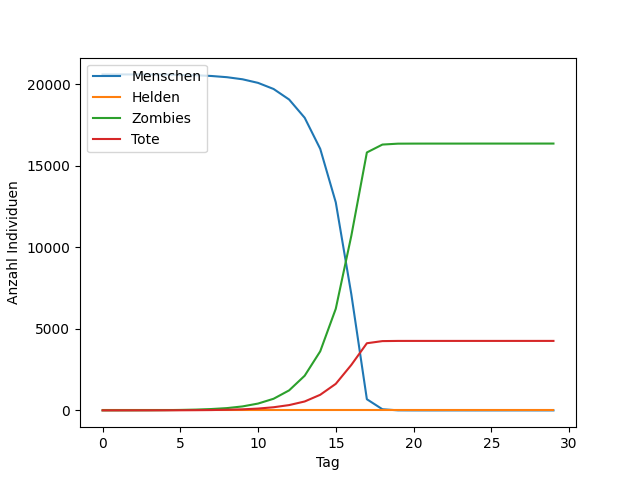 Menschen
Helden
Zombies
Tote
20000
15000
10000
5000
0
Anzahl Individuen
0 5 10 15 20 25 30
Tag